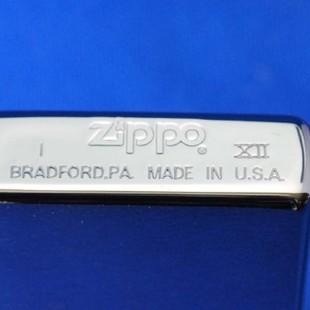 Zippo®
I XII
BRADFORD,PA. MADE IN U.S.A.